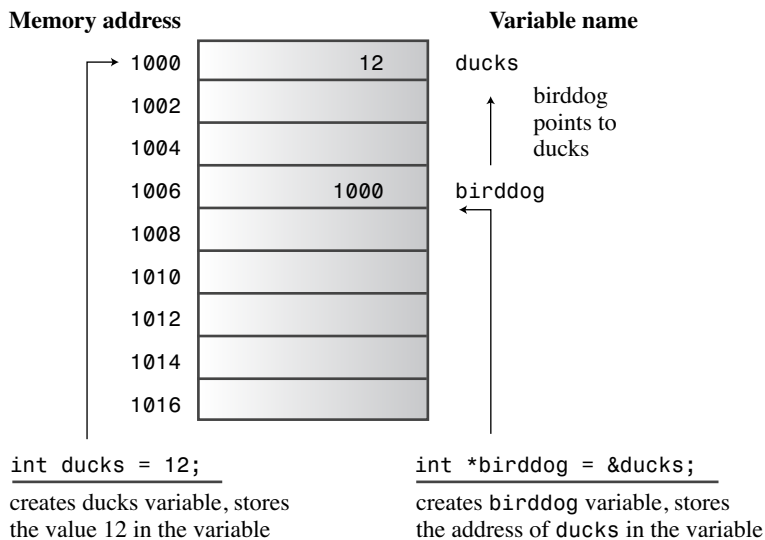 Memory address
Variable name
1000
12
ducks
1002
birddog
points to
ducks
1004
1006
1000
birddog
1008
1010
1012
1014
1016
int ducks = 12;
creates ducks variable, stores
the value 12 in the variable
int *birddog = &ducks;
creates birddog variable, stores
the address of ducks in the variable